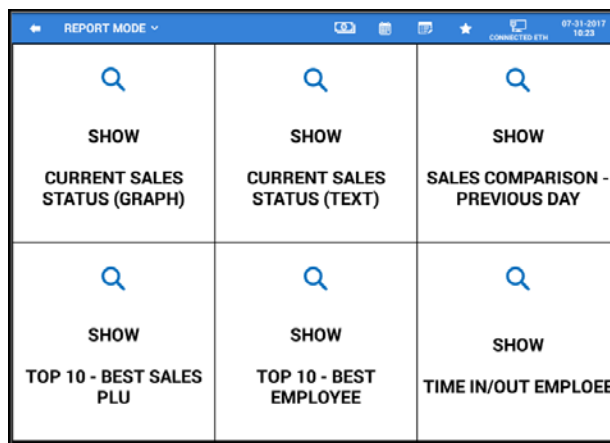 REPORT MODE
CONNECTED ETH
07-31-2017
10:23
SHOW
CURRENT SALES
STATUS (GRAPH)
SHOW
CURRENT SALES
STATUS (TEXT)
SHOW
SALES COMPARISON -
PREVIOUS DAY
SHOW
TOP 10 - BEST SALES
PLU
SHOW
TOP 10 - BEST
EMPLOYEE
SHOW
TIME IN/OUT EMPLOEE